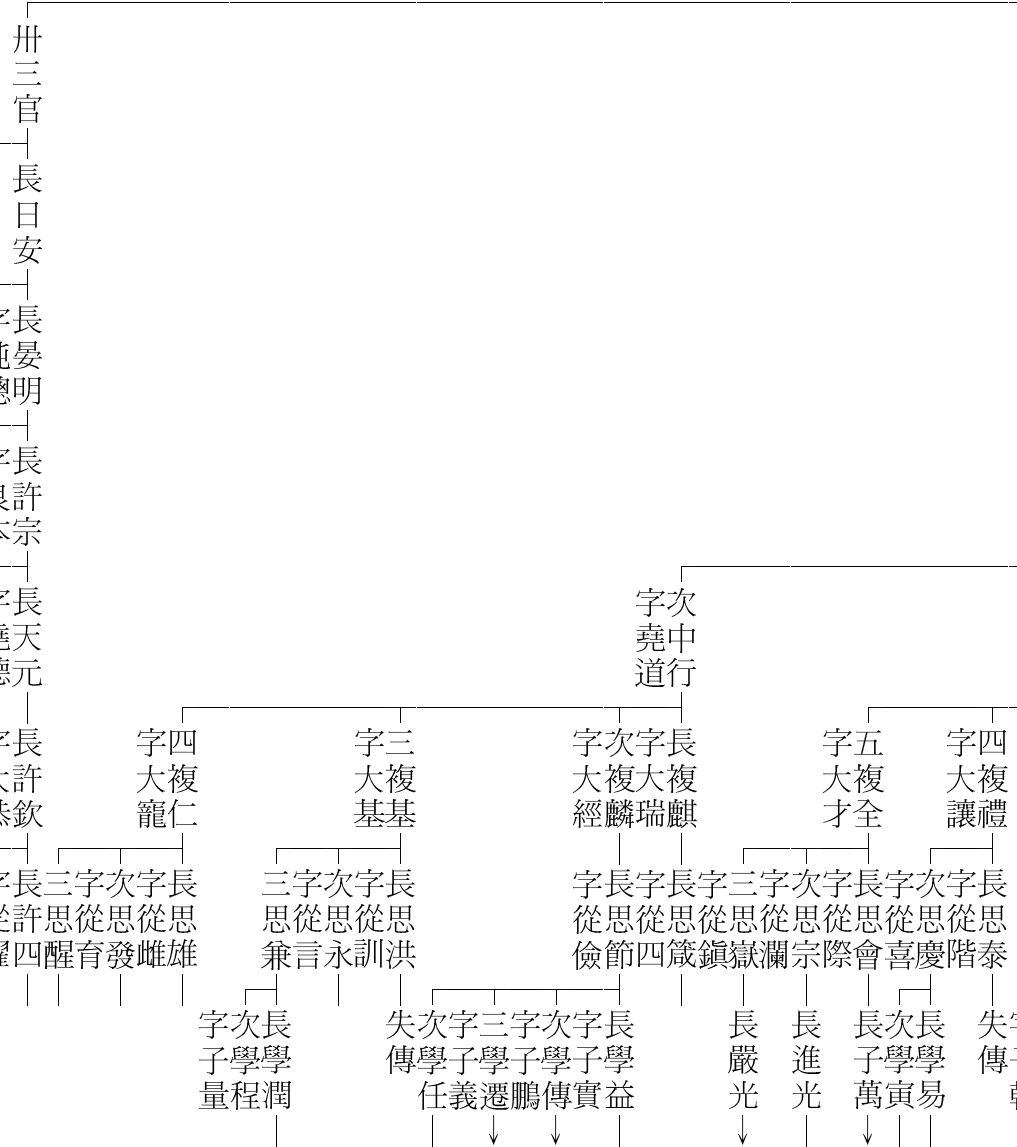 卅三官
長日安
長晏明
長許宗
次中行
字堯道
長天元
四複禮
字大讓
五複全
字大才
長複麒
字大瑞
次複麟
字大經
三複基
字大基
四複仁
字大寵
長許欽
長思泰
字從階
次思慶
字從喜
長思會
字從際
次思宗
字從瀾
三思嶽
字從鎮
長思箴
字從四
長思節
字從儉
長思洪
字從訓
次思永
字從言
三思兼
長思雄
字從雌
次思發
字從育
三思醒
長許四
失傳
長學易
次學寅
長子萬
長進光
長嚴光
長學益
字子實
次學傳
字子鵬
三學遷
字子義
次學任
失傳
長學潤
次學程
字子量